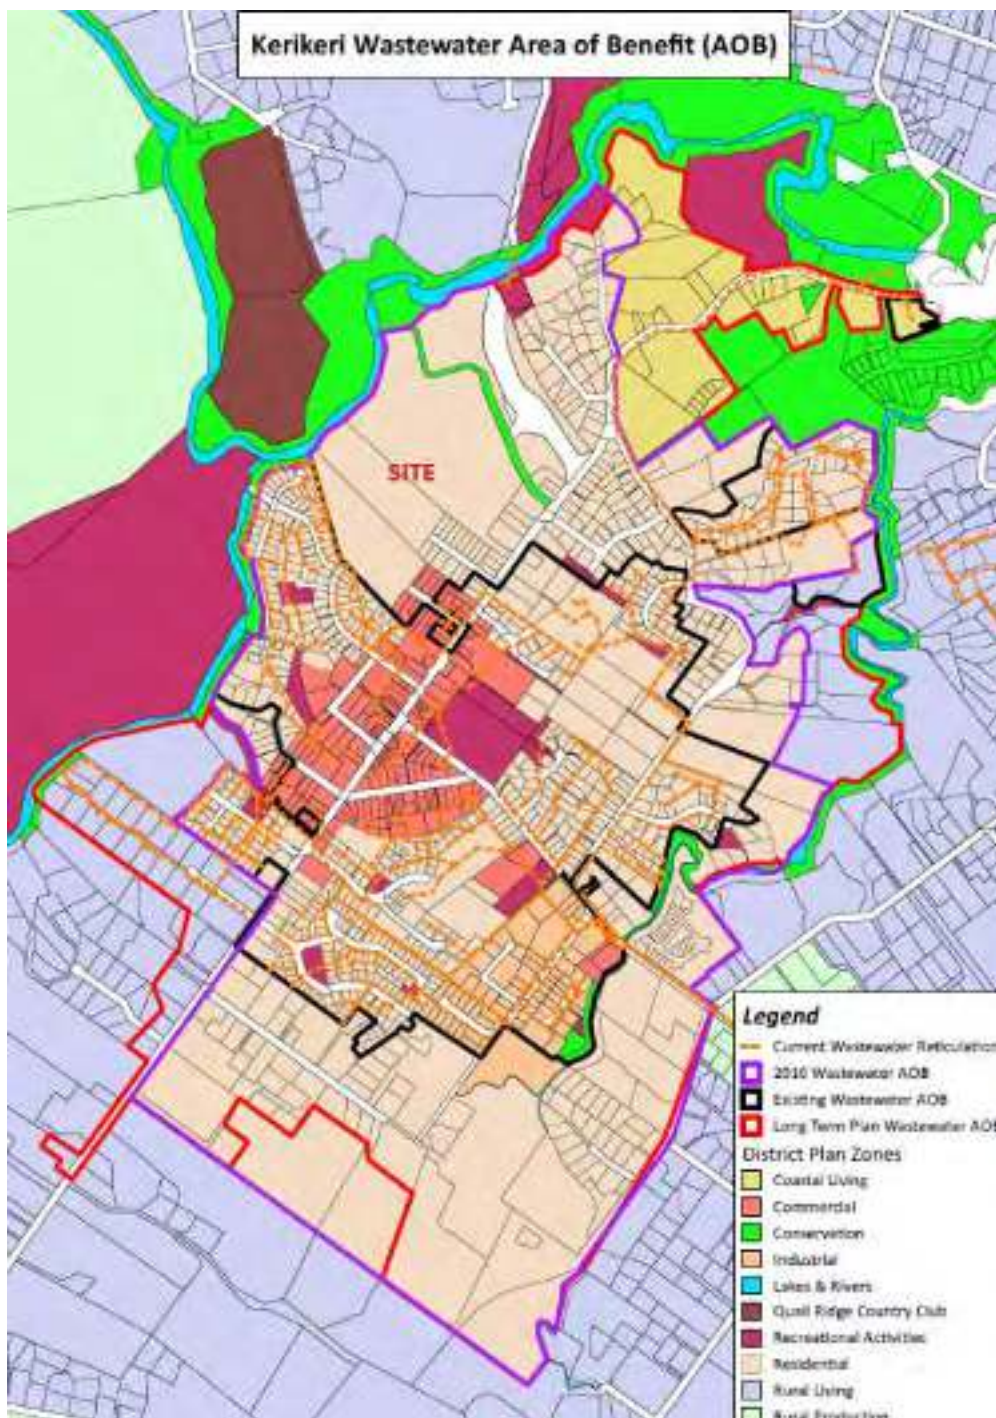 Kerikeri Wastewater Area of Benefit (AOB)
SITE
Legend
Current Wastewater Reticulation
2016 Wastewater AOB
Existing Wastewater AOB
Long Term Plan Wastewater AOB
District Plan Zones
Coastal Living
Commercial
Conservation
Industrial
Lakes & Rivers
Quail Ridge Country Club
Recreational Activities
Residential
Rural Living
Rural Production